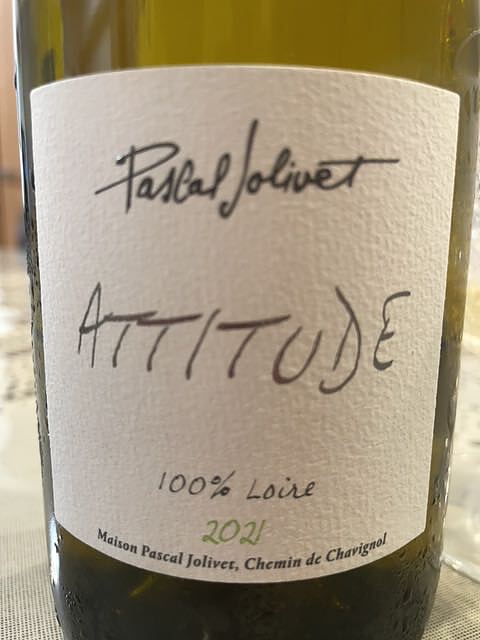 Pascal Jolivet
ATTITUDE
100% Loire
2021
Maison Pascal Jolivet, Chemin de Chavignol